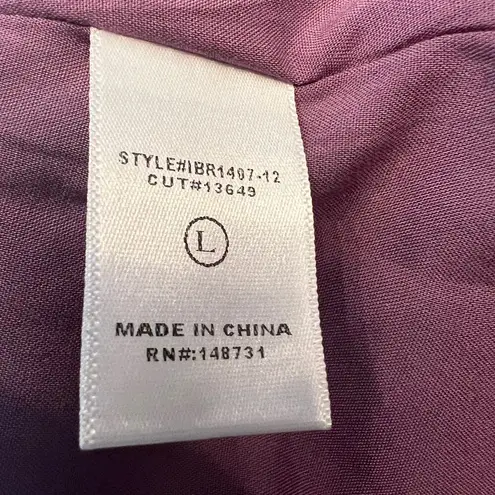 STYLE#IBR1407-12
CUT#13649
L
MADE IN CHINA
RN#:148731